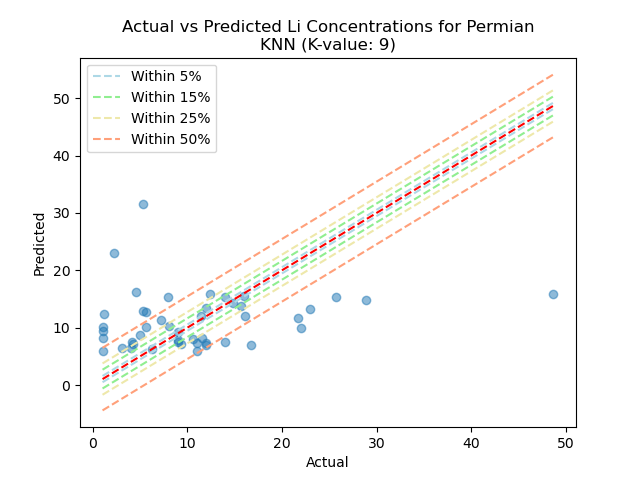 Actual vs Predicted Li Concentrations for Permian
KNN (K-value: 9)
Within 5%
Within 15%
Within 25%
Within 50%
50
40
30
20
10
0
Predicted
0 10 20 30 40 50
Actual